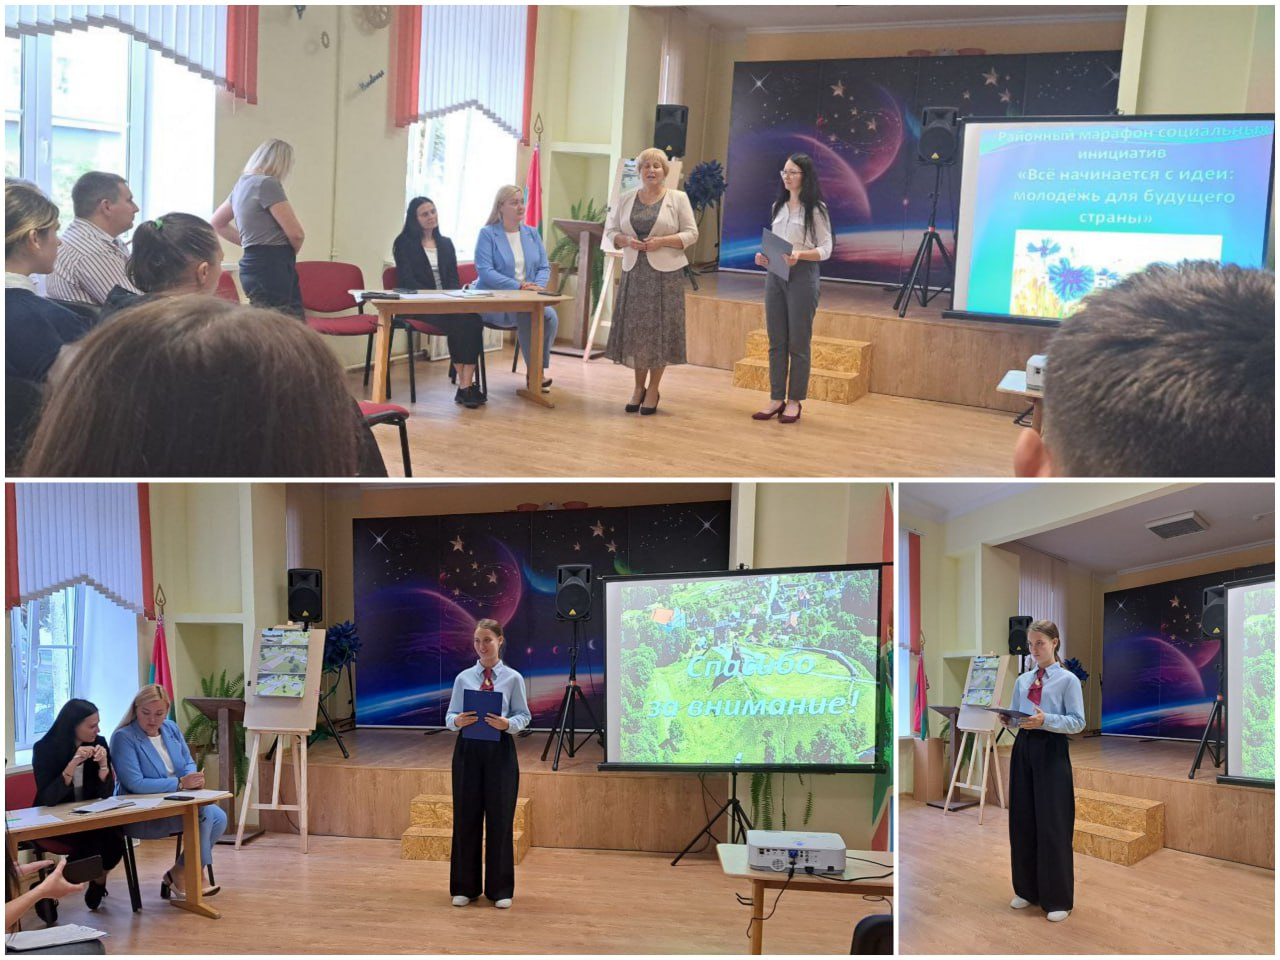 Районный марафон социальных
инициатив
«Всё начинается с идеи:
молодёжь для будущего
страны»
Спасибо
за внимание!